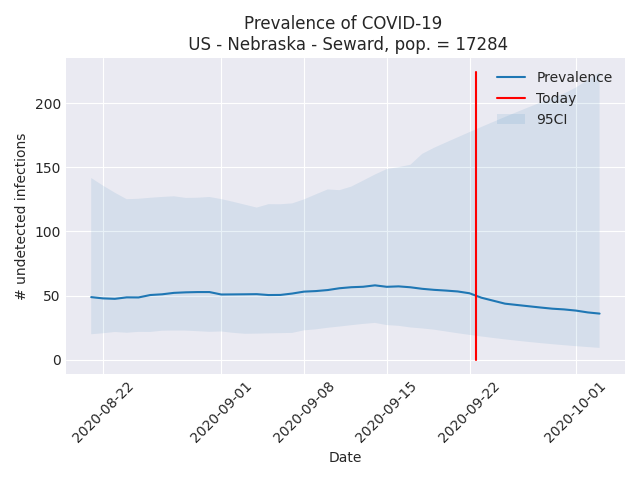 Prevalence of COVID-19
US - Nebraska - Seward, pop. = 17284
Prevalence
Today
95CI
200
150
100
50
0
# undetected infections
2020-08-22
2020-09-01
2020-09-08
2020-09-15
2020-09-22
2020-10-01
Date